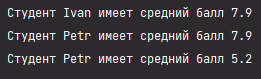 Студент Ivan имеет средний балл 7.9
Студент Petr имеет средний балл 7.9
Студент Petr имеет средний балл 5.2